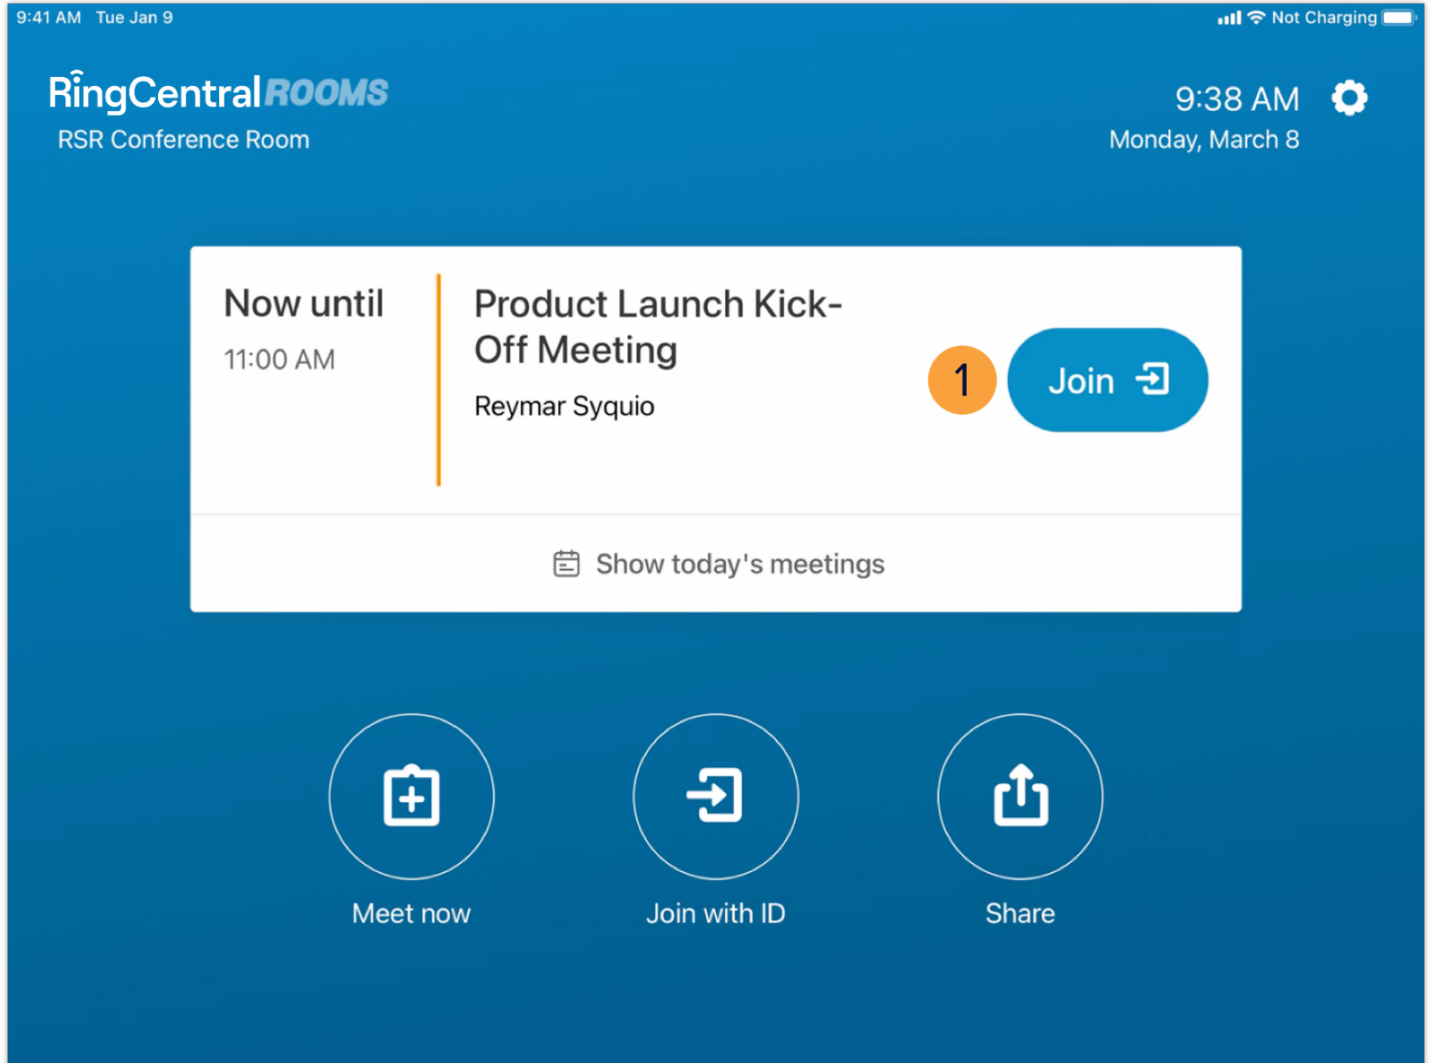 9:41 AM Tue Jan 9
Not Charging
RingCentral ROOMS
RSR Conference Room
9:38 AM
Monday, March 8
Now until
11:00 AM
Product Launch Kick-
Off Meeting
Reymar Syquio
1
Join
Show today's meetings
Meet now
Join with ID
Share